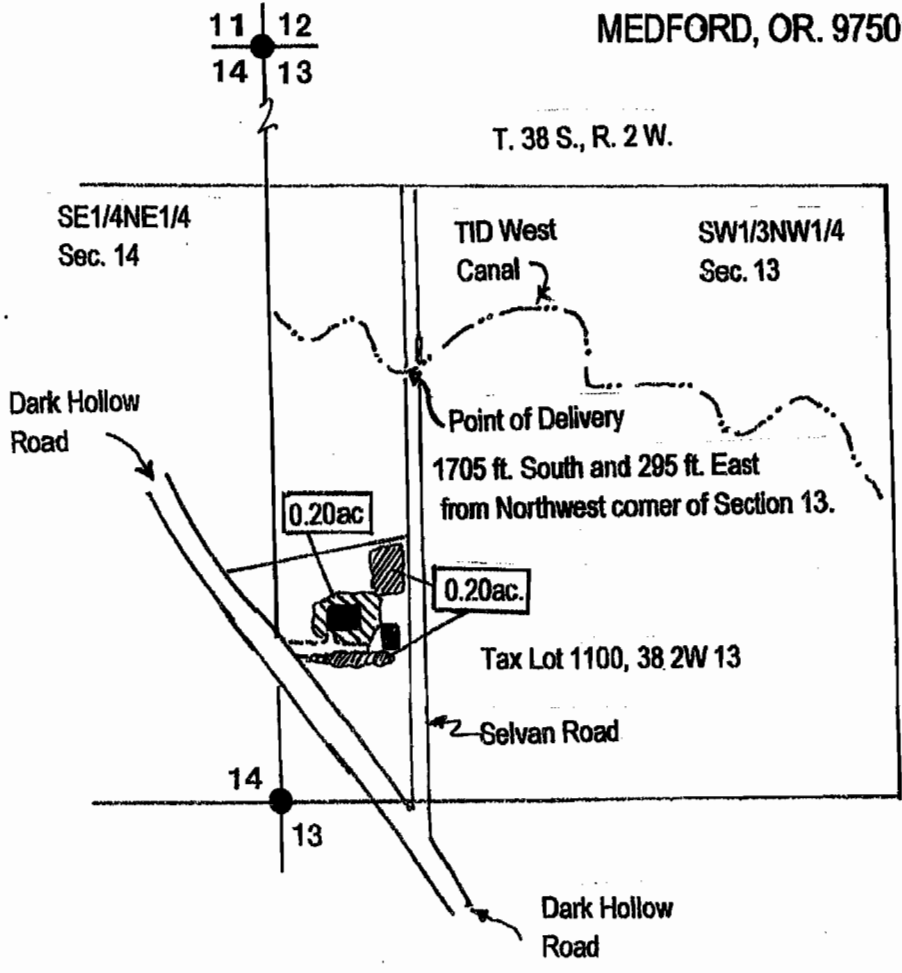 11 12
MEDFORD, OR. 9750
14 13
T. 38 S., R. 2 W.
SE1/4NE1/4
Sec. 14
TID West
Canal
SW1/3NW1/4
Sec. 13
Dark Hollow
Road
Point of Delivery
1705 ft. South and 295 ft. East
from Northwest corner of Section 13.
0.20ac
0.20ac.
Tax Lot 1100, 38 2W 13
Selvan Road
14
13
Dark Hollow
Road